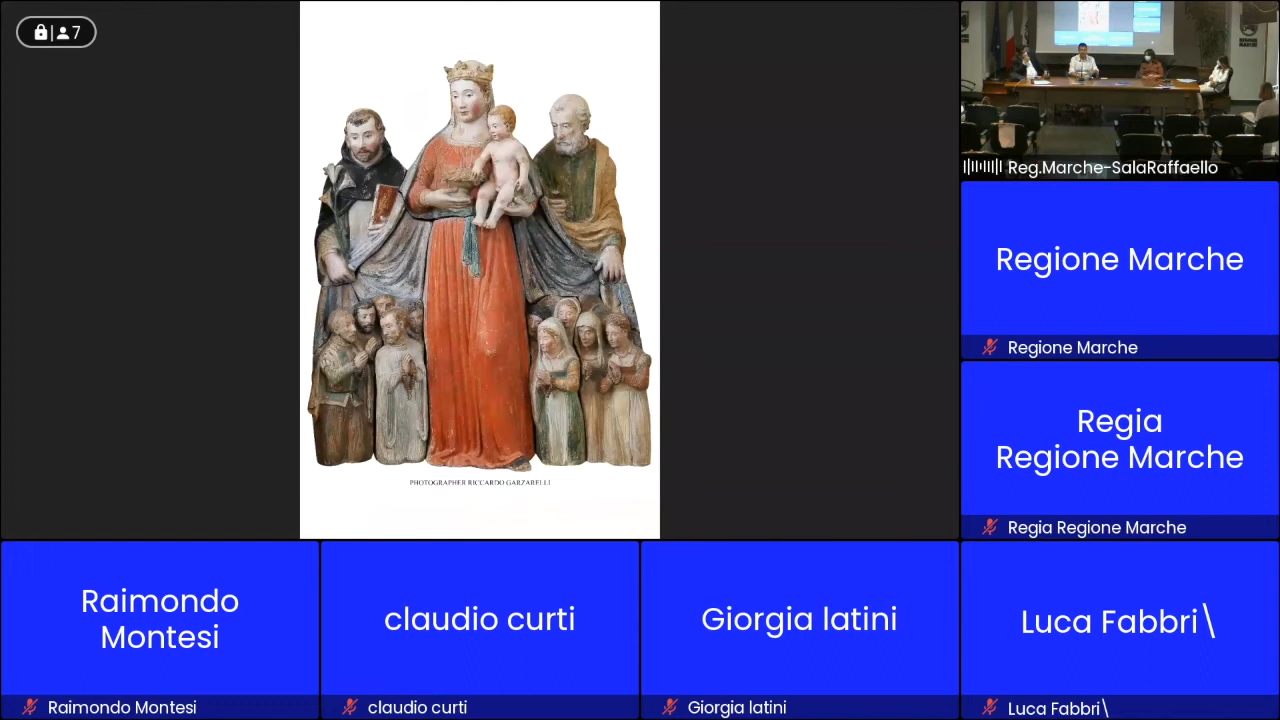 7
PHOTOGRAPHER RICCARDO GARZARELLI
Reg.Marche-SalaRaffaello
Regione Marche
Regione Marche
Regia
Regione Marche
Regia Regione Marche
Raimondo
Montesi
Raimondo Montesi
claudio curti
claudio curti
Giorgia latini
Giorgia latini
Luca Fabbri\
Luca Fabbri\